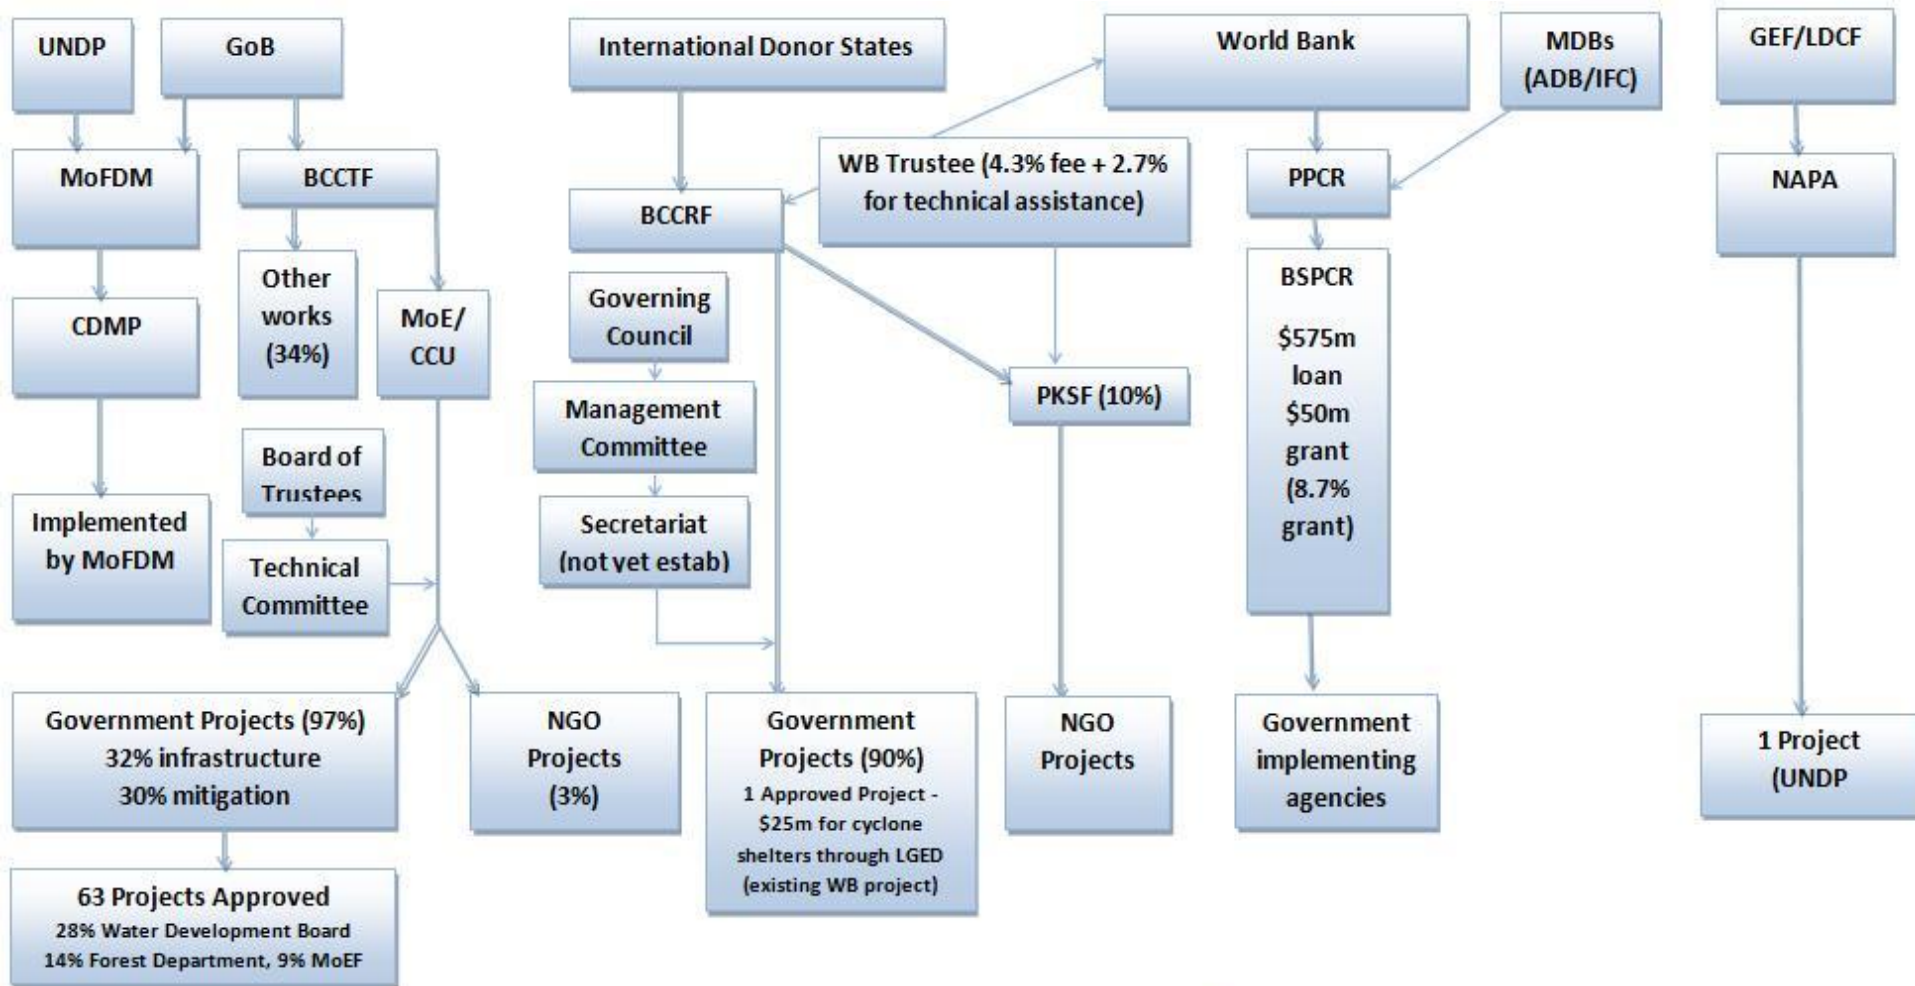 UNDP
GoB
International Donor States
World Bank
MDBs
(ADB/IFC)
GEF/LDCF
MoFDM
BCCTF
WB Trustee (4.3% fee + 2.7%
for technical assistance)
PPCR
NAPA
BCCRF
Other
works
(34%)
MoE/
CCU
Governing
Council
BSPCR
$575m
loan
$50m
grant
(8.7%
grant)
CDMP
Management
Committee
PKSF (10%)
Board of
Trustees
Implemented
by MoFDM
Secretariat
(not yet estab)
Technical
Committee
Government Projects (97%)
32% infrastructure
30% mitigation
NGO
Projects
(3%)
Government
Projects (90%)
1 Approved Project -
$25m for cyclone
shelters through LGED
(existing WB project)
NGO
Projects
Government
implementing
agencies
1 Project
(UNDP
63 Projects Approved
28% Water Development Board
14% Forest Department, 9% MoEF